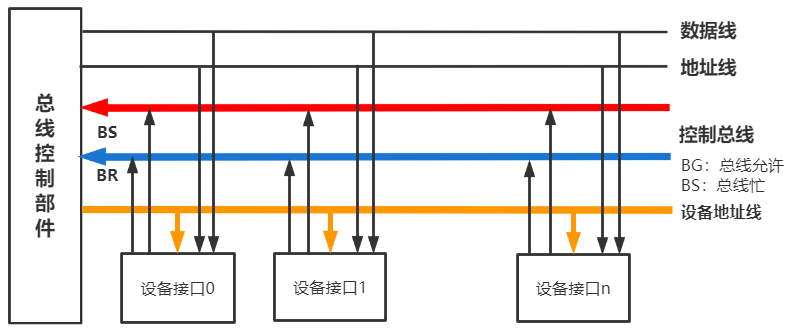 数据线
地址线
总线控制部件
BS
BR
控制总线
BG：总线允许
BS：总线忙
设备地址线
设备接口0
设备接口1
设备接口n